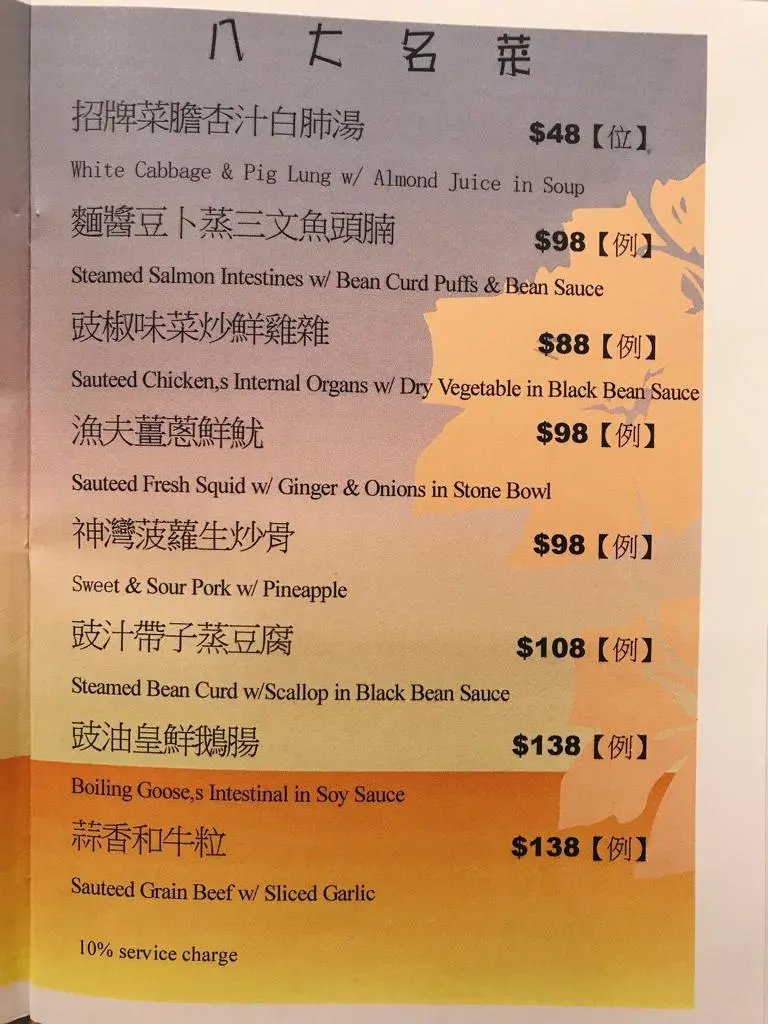 八大名菜
招牌菜膽杏汁白肺湯 $48【位】
White Cabbage & Pig Lung w/ Almond Juice in Soup
麵醬豆卜蒸三文魚頭腩 $98【例】
Steamed Salmon Intestines w/ Bean Curd Puffs & Bean Sauce
豉椒味菜炒鮮雞雜 $88【例】
Sauteed Chicken,s Internal Organs w/ Dry Vegetable in Black Bean Sauce
漁夫薑蔥鮮魷 $98【例】
Sauteed Fresh Squid w/ Ginger & Onions in Stone Bowl
神灣菠蘿生炒骨 $98【例】
Sweet & Sour Pork w/ Pineapple
豉汁帶子蒸豆腐 $108【例】
Steamed Bean Curd w/Scallop in Black Bean Sauce
豉油皇鮮鵝腸 $138【例】
Boiling Goose,s Intestinal in Soy Sauce
蒜香和牛粒 $138【例】
Sauteed Grain Beef w/ Sliced Garlic
10% service charge